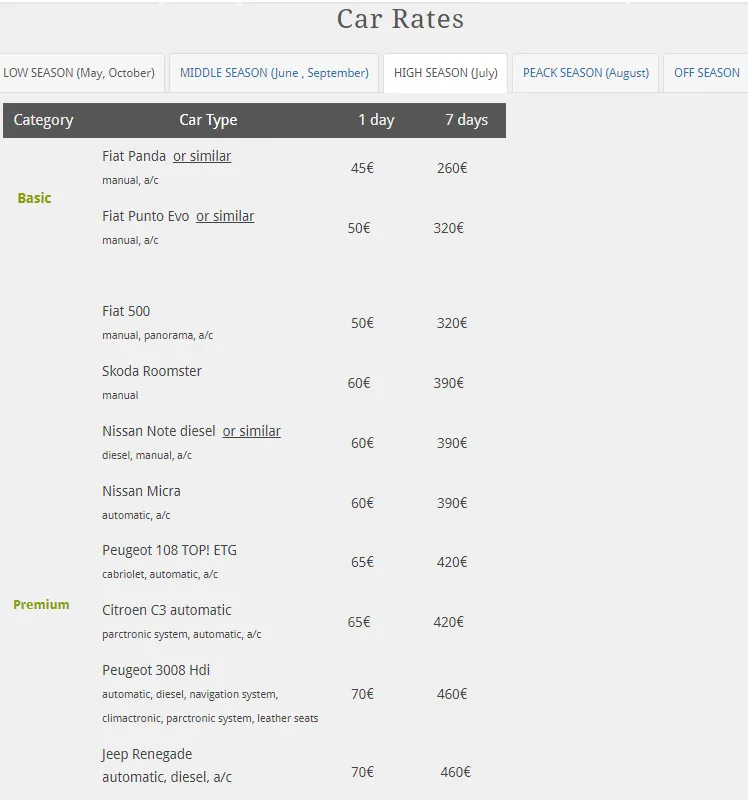 Car Rates
LOW SEASON (May, October) MIDDLE SEASON (June , September) HIGH SEASON (July) PEACK SEASON (August) OFF SEASON
Category Car Type 1 day 7 days
Fiat Panda or similar
manual, a/c
45€ 260€
Basic
Fiat Punto Evo or similar
manual, a/c
50€ 320€
Fiat 500
manual, panorama, a/c
50€ 320€
Skoda Roomster
manual
60€ 390€
Nissan Note diesel or similar
diesel, manual, a/c
60€ 390€
Nissan Micra
automatic, a/c
60€ 390€
Peugeot 108 TOP! ETG
cabriolet, automatic, a/c
65€ 420€
Premium
Citroen C3 automatic
parctronic system, automatic, a/c
65€ 420€
Peugeot 3008 Hdi
automatic, diesel, navigation system,
climactronic, parctronic system, leather seats
70€ 460€
Jeep Renegade
automatic, diesel, a/c
70€ 460€